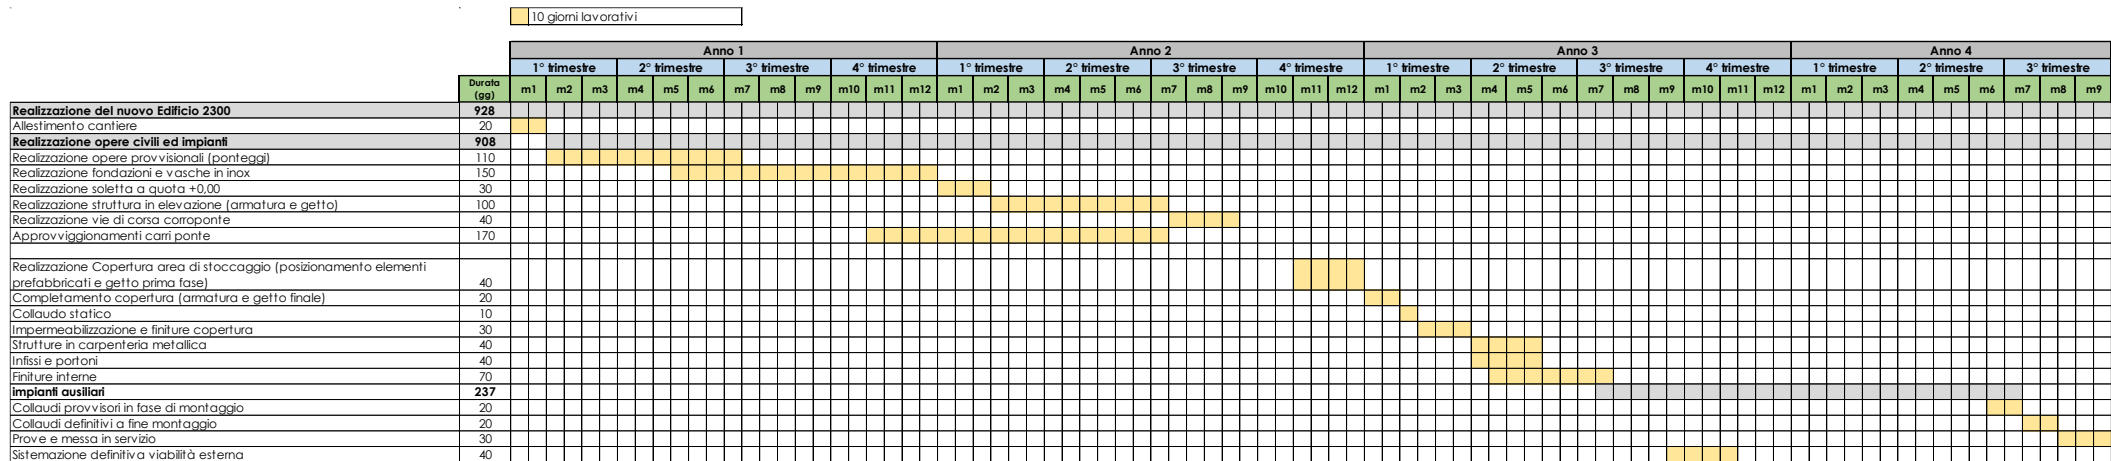 10 giorni lavorativi
Anno 1 Anno 2 Anno 3 Anno 4
1° trimestre 2° trimestre 3° trimestre 4° trimestre 1° trimestre 2° trimestre 3° trimestre 4° trimestre 1° trimestre 2° trimestre 3° trimestre 4° trimestre 1° trimestre 2° trimestre 3° trimestre
Durata
(gg) m1 m2 m3 m4 m5 m6 m7 m8 m9 m10 m11 m12 m1 m2 m3 m4 m5 m6 m7 m8 m9 m10 m11 m12 m1 m2 m3 m4 m5 m6 m7 m8 m9 m10 m11 m12 m1 m2 m3 m4 m5 m6 m7 m8 m9
Realizzazione del nuovo Edificio 2300 928
Allestimento cantiere 20
Realizzazione opere civili ed impianti 908
Realizzazione opere provvisionali (ponteggi) 110
Realizzazione fondazioni e vasche in inox 150
Realizzazione soletta a quota +0,00 30
Realizzazione struttura in elevazione (armatura e getto) 100
Realizzazione vie di corsa corroponte 40
Approvviggionamenti carri ponte 170
Realizzazione Copertura area di stoccaggio (posizionamento elementi
prefabbricati e getto prima fase) 40
Completamento copertura (armatura e getto finale) 20
Collaudo statico 10
Impermeabilizzazione e finiture copertura 30
Strutture in carpenteria metallica 40
Infissi e portoni 40
Finiture interne 70
impianti ausiliari 237
Collaudi provvisori in fase di montaggio 20
Collaudi definitivi a fine montaggio 20
Prove e messa in servizio 30
Sistemazione definitiva viabilità esterna 40